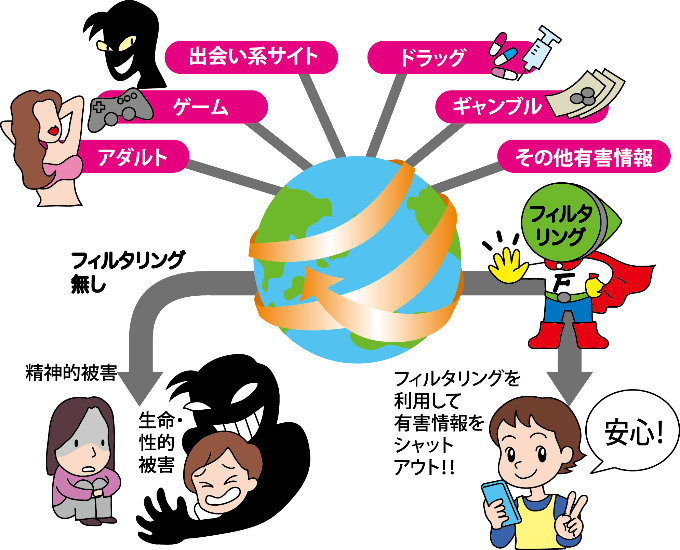 出会い系サイト
ドラッグ
ゲーム
ギャンブル
アダルト
その他有害情報
フィルタ
リング
F
フィルタリング
無し
精神的被害
生命・
性的
被害
フィルタリングを
利用して
有害情報を
シャット
アウト!!
安心!